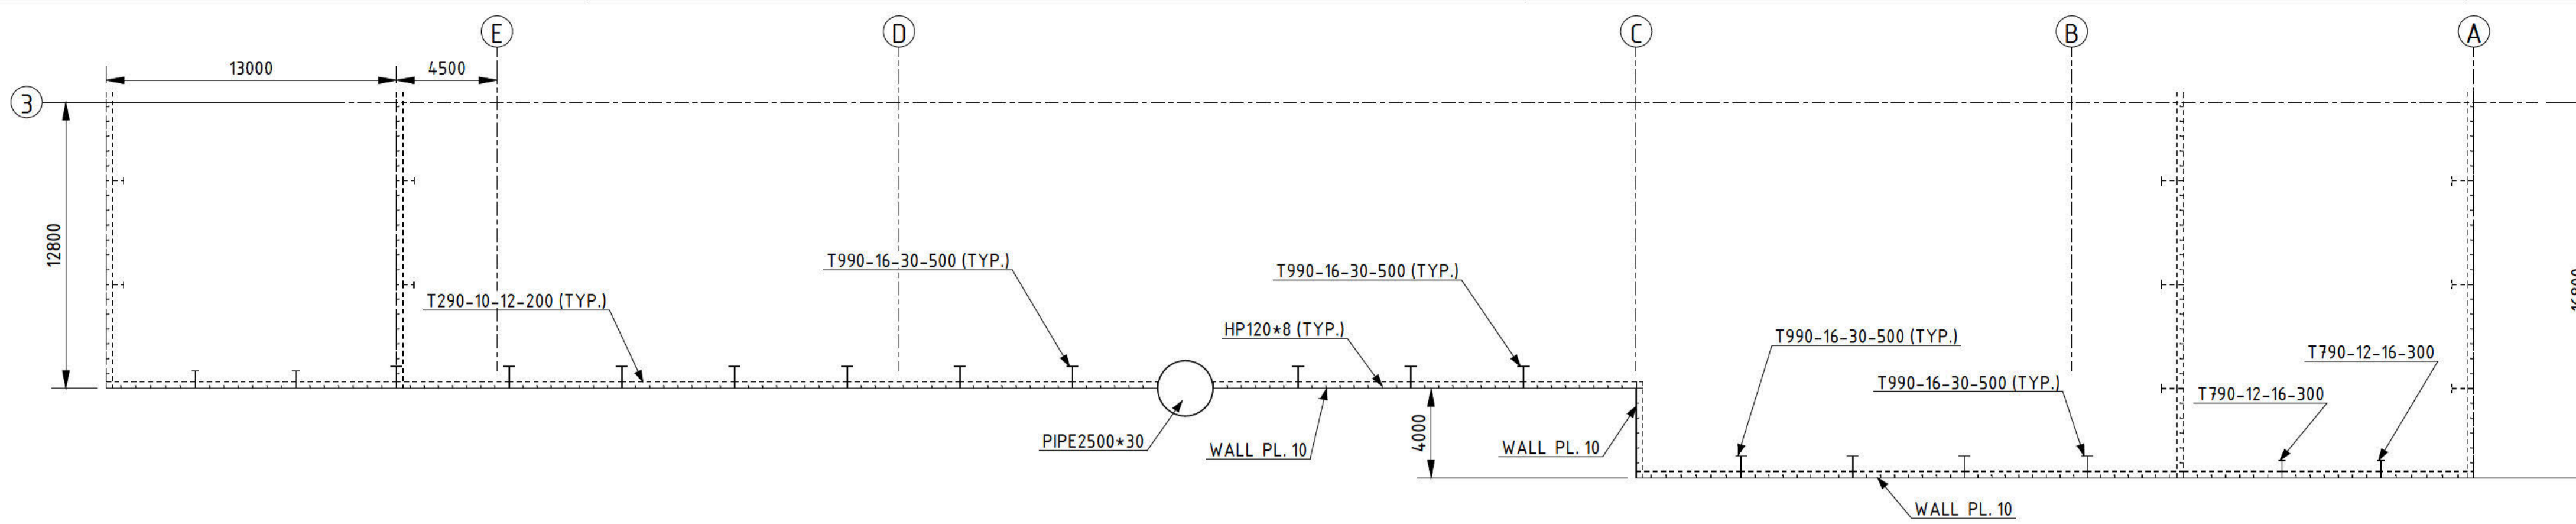 E
D
C
B
A
13000
4500
3
12800
T290-10-12-200 (TYP.)
T990-16-30-500 (TYP.)
T990-16-30-500 (TYP.)
HP120*8 (TYP.)
T990-16-30-500 (TYP.)
T990-16-30-500 (TYP.)
T790-12-16-300
T790-12-16-300
PIPE2500*30
WALL PL. 10
4000
WALL PL. 10
WALL PL. 10